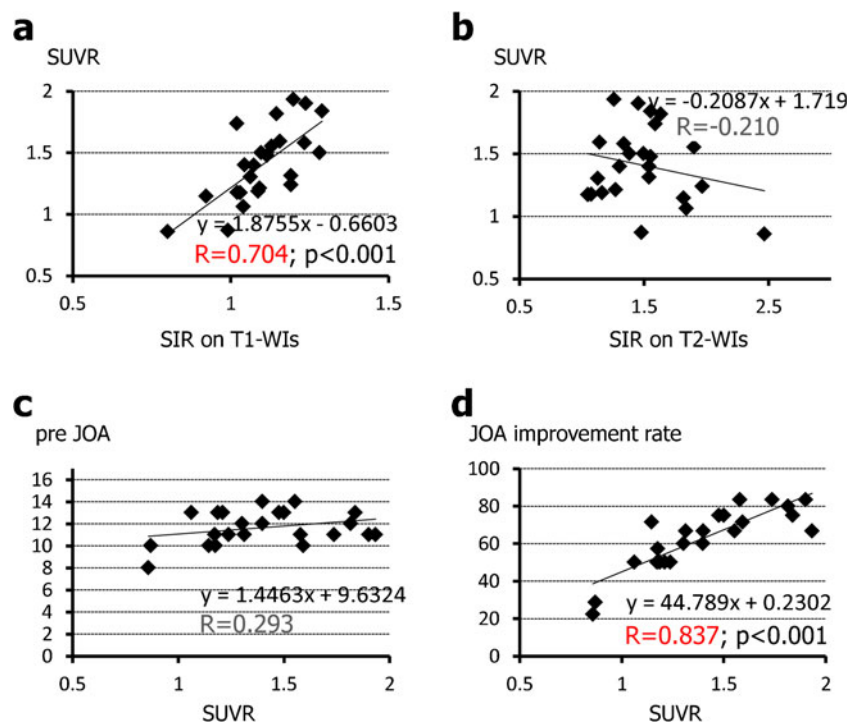 a
SUVR
2
1.5
1
0.5
0.5
1
1.5
y = 1.8755x - 0.6603
R=0.704; p<0.001
SIR on T1-WIs
b
SUVR
2
1.5
1
0.5
0.5
1.5
2.5
y = -0.2087x + 1.719
R=-0.210
SIR on T2-WIs
c
pre JOA
16
14
12
10
8
6
4
2
0
0.5
1
1.5
2
y = 1.4463x + 9.6324
R=0.293
SUVR
d
JOA improvement rate
100
80
60
40
20
0
0.5
1
1.5
2
y = 44.789x + 0.2302
R=0.837; p<0.001
SUVR